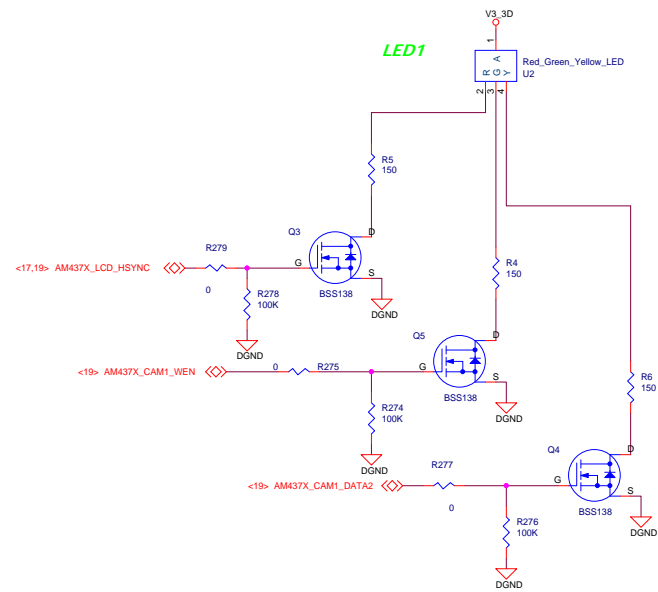 V3_3D
LED1
1
A
R G Y
Red_Green_Yellow_LED
U2
2
3
4
R5
150
Q3
D
R279
G
<17,19> AM437X_LCD_HSYNC
0
S
R278
100K
BSS138
DGND
R4
150
DGND
Q5
D
<19> AM437X_CAM1_WEN
0
R275
G
S
R6
150
R274
100K
BSS138
DGND
DGND
Q4
D
R277
G
<19> AM437X_CAM1_DATA2
0
S
R276
100K
BSS138
DGND
DGND